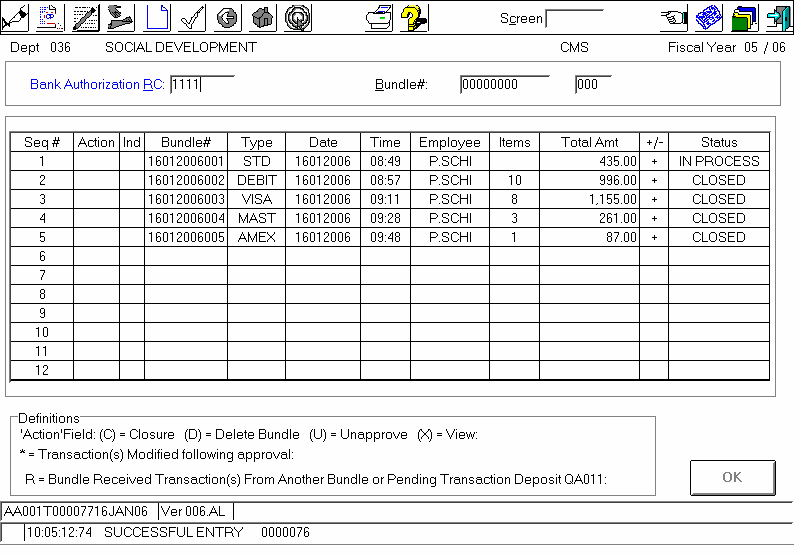 Screen
Dept 036 SOCIAL DEVELOPMENT CMS Fiscal Year 05 / 06
Bank Authorization RC: 1111 Bundle#: 00000000 000
Seq # Action Ind Bundle# Type Date Time Employee Items Total Amt +/- Status
1 16012006001 STD 16012006 08:49 P.SCHI 435.00 + IN PROCESS
2 16012006002 DEBIT 16012006 08:57 P.SCHI 10 996.00 + CLOSED
3 16012006003 VISA 16012006 09:11 P.SCHI 8 1,155.00 + CLOSED
4 16012006004 MAST 16012006 09:28 P.SCHI 3 261.00 + CLOSED
5 16012006005 AMEX 16012006 09:48 P.SCHI 1 87.00 + CLOSED
6
7
8
9
10
11
12
Definitions
'Action'Field: (C) = Closure (D) = Delete Bundle (U) = Unapprove (X) = View:
* = Transaction(s) Modified following approval:
R = Bundle Received Transaction(s) From Another Bundle or Pending Transaction Deposit QA011:
OK
AA001T00007716JAN06 Ver 006.AL
10:05:12:74 SUCCESSFUL ENTRY 0000076